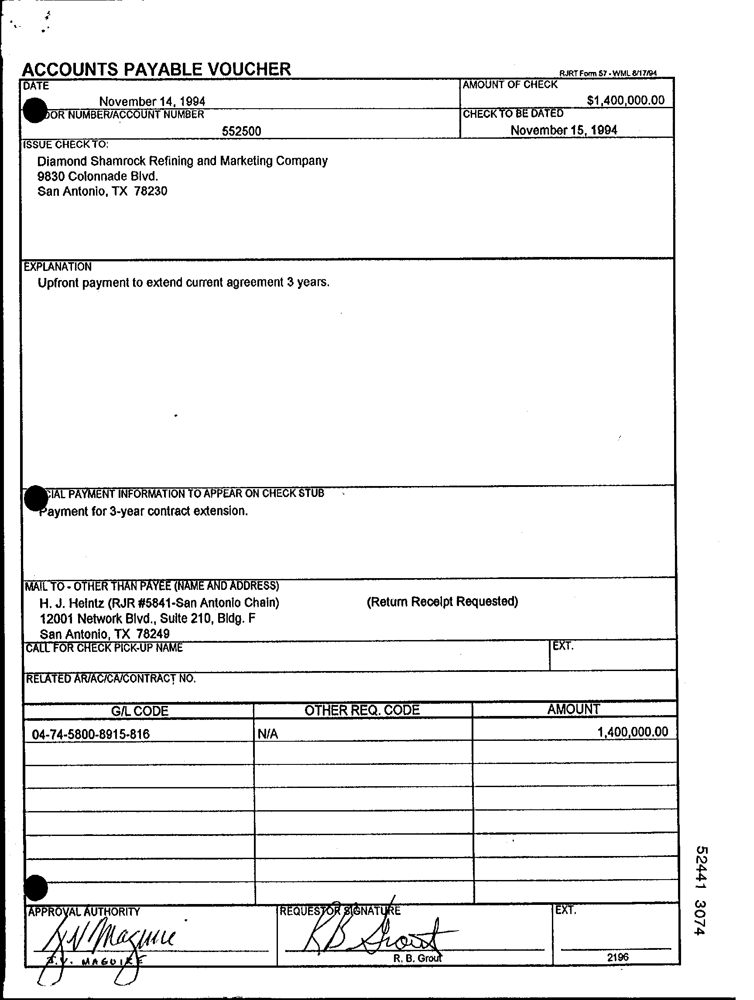 ACCOUNTS PAYABLE VOUCHER
RJRT Form 57 - WML 8/17/94
DATE
November 14, 1994
AMOUNT OF CHECK
$1,400,000.00
DOR NUMBER/ACCOUNT NUMBER
552500
CHECK TO BE DATED
November 15, 1994
ISSUE CHECK TO:
Diamond Shamrock Refining and Marketing Company
9830 Colonnade Blvd.
San Antonio, TX 78230
EXPLANATION
Upfront payment to extend current agreement 3 years.
CIAL PAYMENT INFORMATION TO APPEAR ON CHECK STUB
Payment for 3-year contract extension.
MAIL TO - OTHER THAN PAYEE (NAME AND ADDRESS)
H. J. Heintz (RJR #5841-San Antonio Chain) (Return Receipt Requested)
12001 Network Blvd., Suite 210, Bldg. F
San Antonio, TX 78249
CALL FOR CHECK PICK-UP NAME EXT.
RELATED AR/AC/CA/CONTRACT NO.
G/L CODE OTHER REQ. CODE AMOUNT
04-74-5800-8915-816 N/A 1,400,000.00
APPROVAL AUTHORITY REQUESTOR SIGNATURE EXT.
JV Maguire RB Grout
J.V. MAGUIRE R. B. Grout 2196
52441 3074